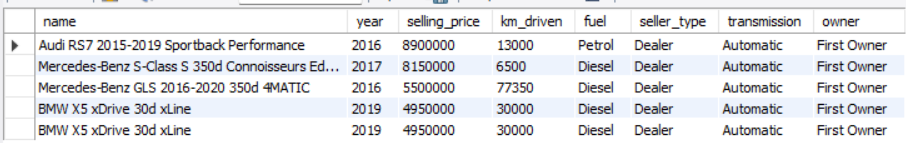 name year selling_price km_driven fuel seller_type transmission owner
Audi RS7 2015-2019 Sportback Performance 2016 8900000 13000 Petrol Dealer Automatic First Owner
Mercedes-Benz S-Class S 350d Connoisseurs Ed... 2017 8150000 6500 Diesel Dealer Automatic First Owner
Mercedes-Benz GLS 2016-2020 350d 4MATIC 2016 5500000 77350 Diesel Dealer Automatic First Owner
BMW X5 xDrive 30d xLine 2019 4950000 30000 Diesel Dealer Automatic First Owner
BMW X5 xDrive 30d xLine 2019 4950000 30000 Diesel Dealer Automatic First Owner